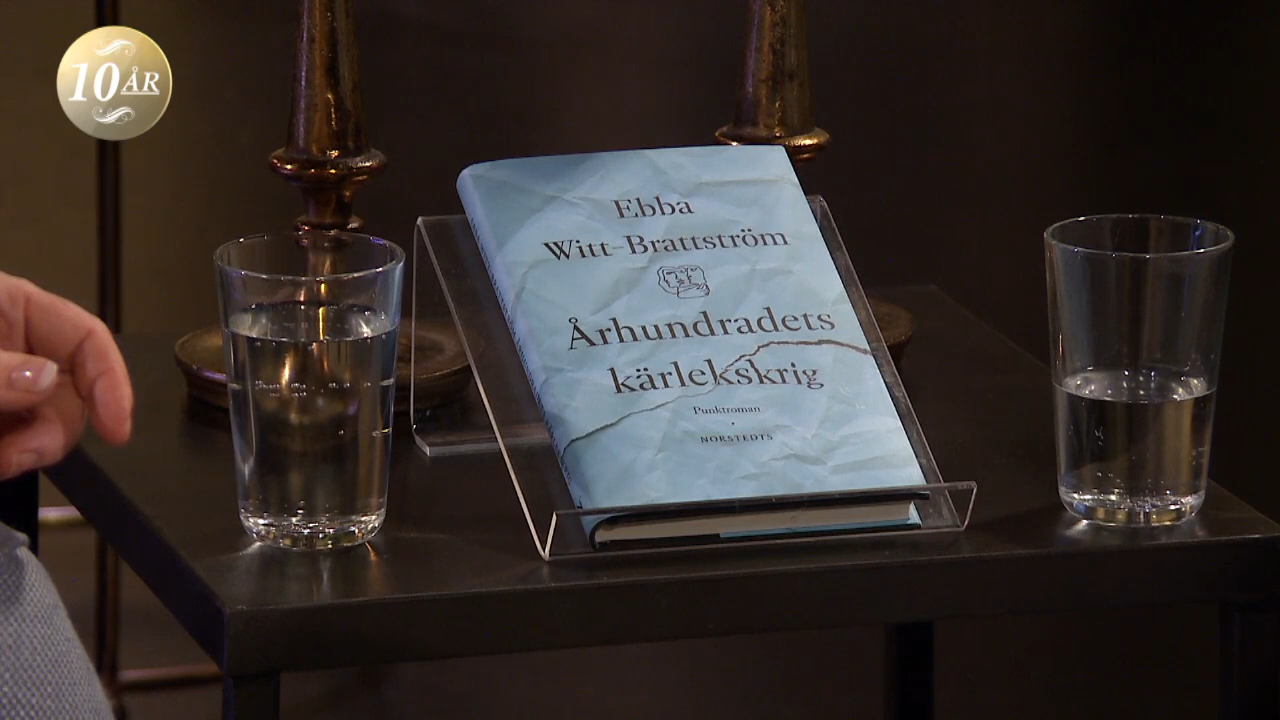 10 ÅR
Ebba
Witt-Brattström
Århundradets
kärlekskrig
Punktroman
NORSTEDTS